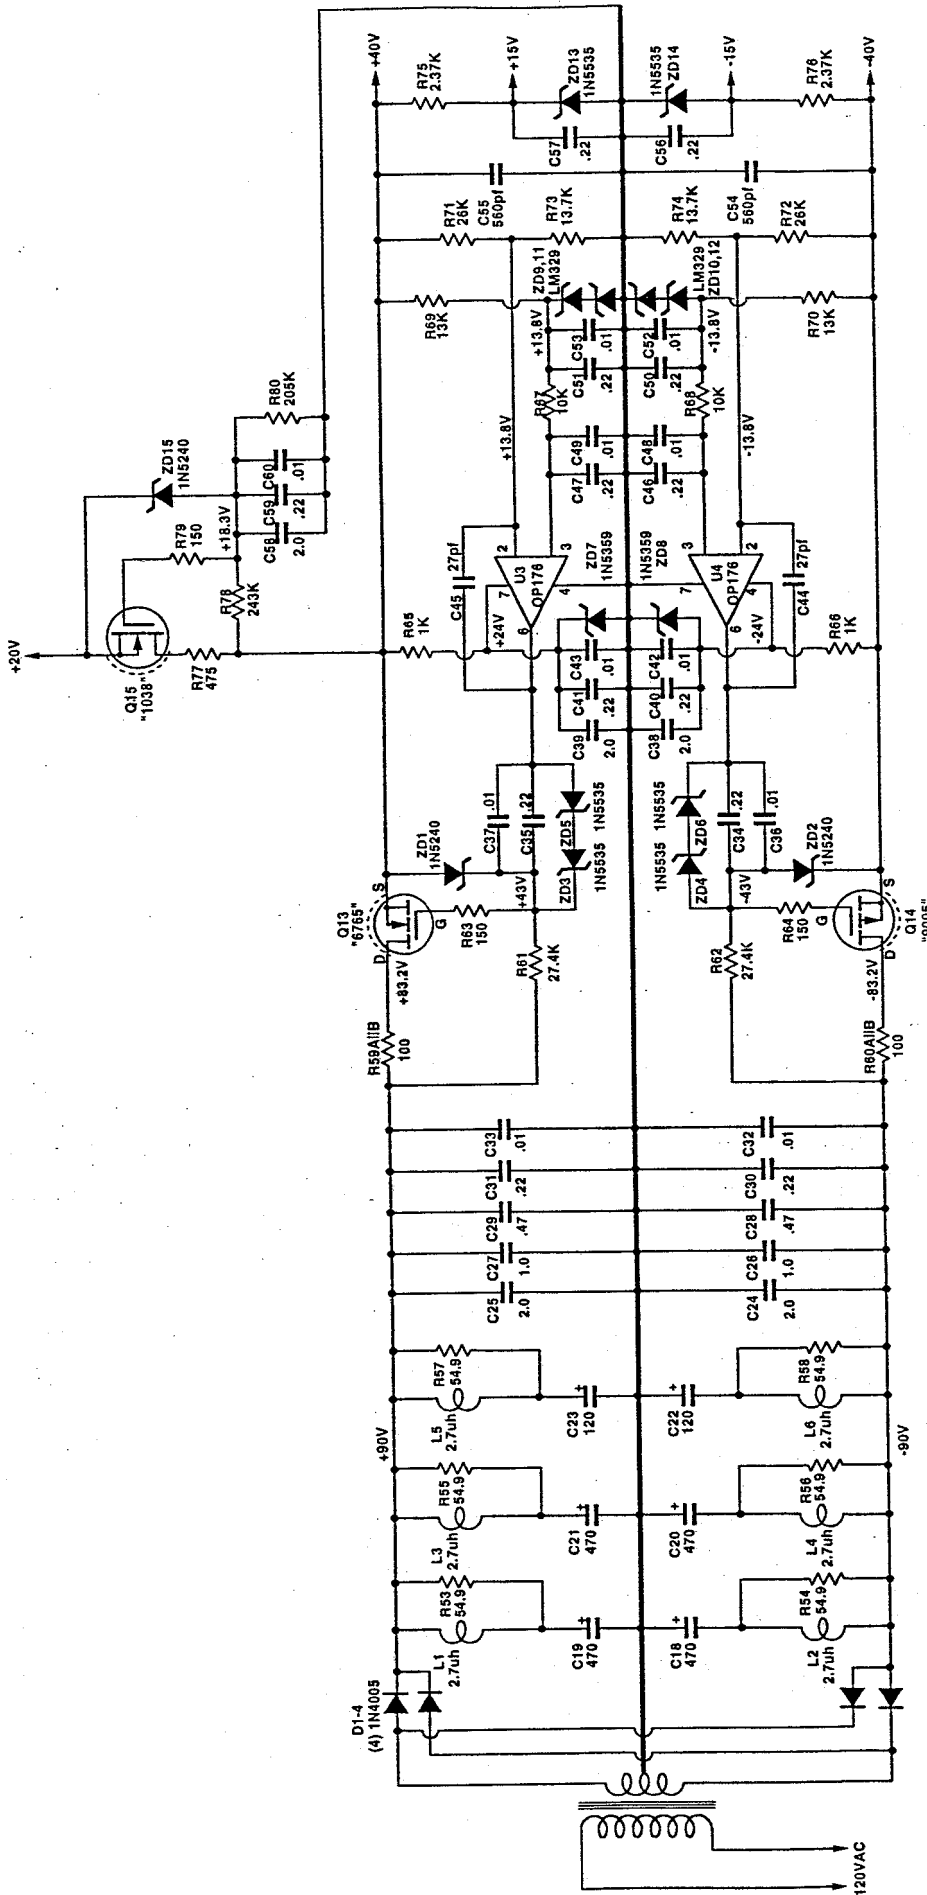 +20V
Q15
"1038"
R77
475
R78
243K
R79
150
ZD15
1N5240
+18.3V
C58
2.0
C59
.22
C60
.01
R80
205K
120VAC
D1-4
(4) 1N4005
L1
2.7uh
R53
54.9
C19
470
L3
2.7uh
R55
54.9
C21
470
+90V
L5
2.7uh
R57
54.9
C23
120
C25
2.0
C27
1.0
C29
.47
C31
.22
C33
.01
R59AIIB
100
+83.2V
D
Q13
"6765"
S
G
R63
150
R61
27.4K
ZD1
1N5240
+43V
C37
.01
C35
.22
ZD3
1N5535
ZD5
1N5535
R65
1K
+24V
C39
2.0
C41
.22
C43
.01
ZD7
1N5359
C45
27pf
U3
OP176
2
3
4
6
7
+13.8V
C47
.22
C49
.01
R67
10K
C51
.22
C53
.01
+13.8V
ZD9,11
LM329
R69
13K
R71
26K
R73
13.7K
C55
560pf
C57
.22
ZD13
1N5535
R75
2.37K
+15V
+40V
L2
2.7uh
R54
54.9
C18
470
L4
2.7uh
R56
54.9
C20
470
-90V
L6
2.7uh
R58
54.9
C22
120
C24
2.0
C26
1.0
C28
.47
C30
.22
C32
.01
R60AIIB
100
-83.2V
D
Q14
S
G
R64
150
R62
27.4K
ZD2
1N5240
-43V
C34
.22
C36
.01
ZD4
1N5535
ZD6
1N5535
R66
1K
-24V
C38
2.0
C40
.22
C42
.01
1N5359
ZD8
C44
27pf
U4
OP176
3
2
7
4
6
-13.8V
C46
.22
C48
.01
R68
10K
C50
.22
C52
.01
-13.8V
LM329
ZD10,12
R70
13K
R74
13.7K
R72
26K
C54
560pf
C56
.22
1N5535
ZD14
R76
2.37K
-15V
-40V